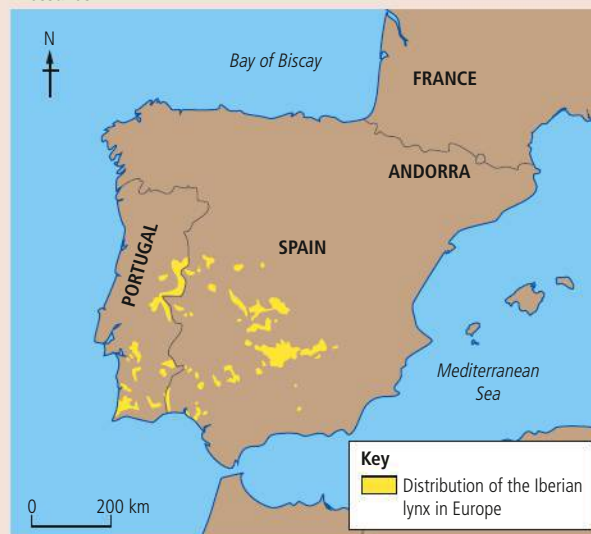 N
Bay of Biscay
FRANCE
ANDORRA
PORTUGAL
SPAIN
Mediterranean
Sea
Key
Distribution of the Iberian
lynx in Europe
0 200 km